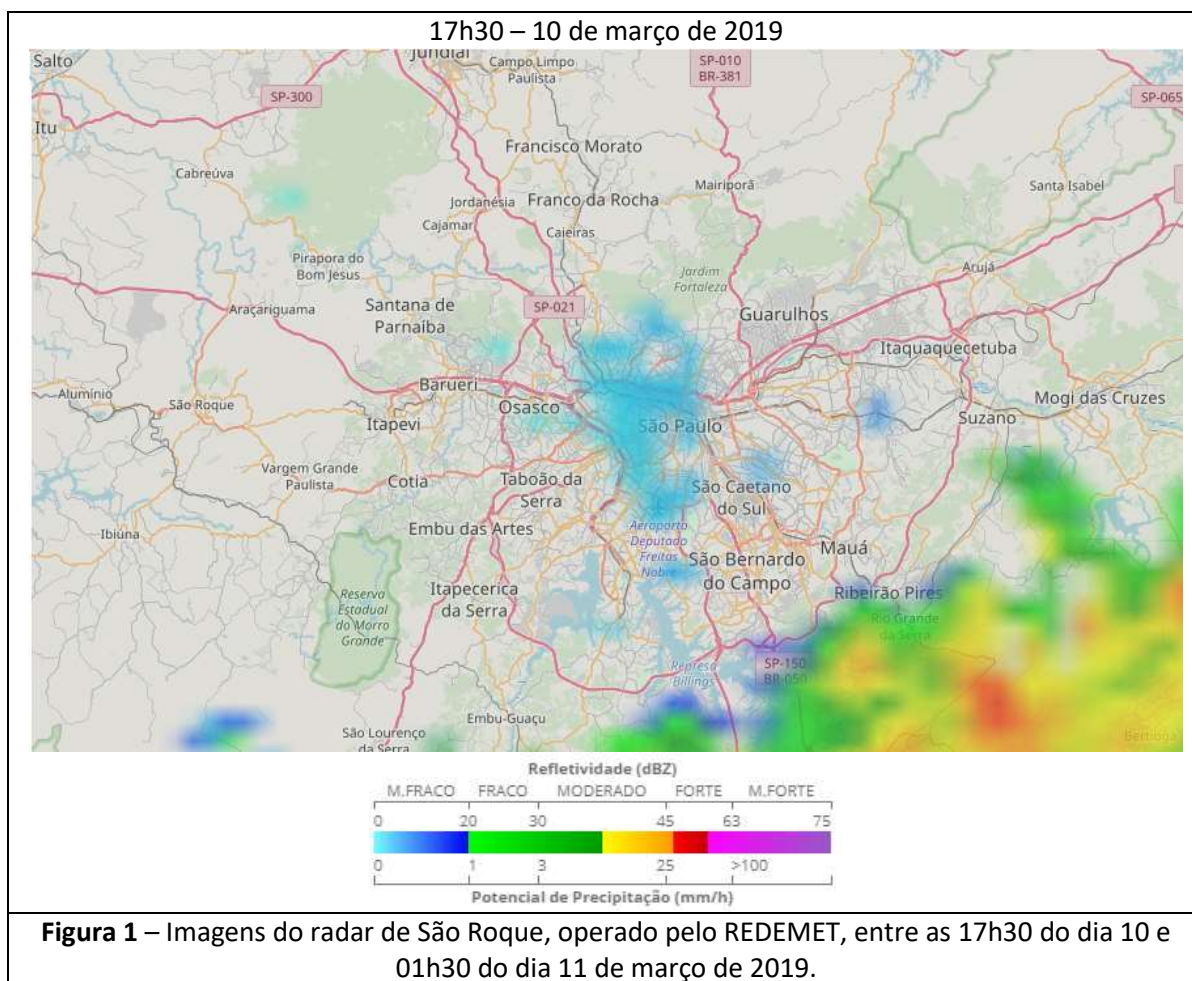 17h30 – 10 de março de 2019
Jundiaí
Salto
Campo Limpo
Paulista
SP-010
BR-381
SP-300
SP-065
Itu
Francisco Morato
Cabreúva
Mairiporã
Santa Isabel
Jordanésia
Franco da Rocha
Cajamar
Caieiras
Pirapora do
Bom Jesus
Jardim
Fortaleza
Arujá
Araçariguama
Santana de
Parnaíba
SP-021
Guarulhos
Itaquaquecetuba
Barueri
Alumínio
São Roque
Osasco
Mogi das Cruzes
Itapevi
São Paulo
Suzano
Vargem Grande
Paulista
Cotia
Taboão da
Serra
São Caetano
do Sul
Ibiúna
Embu das Artes
Aeroporto
Deputado
Freitas
Nobre
Mauá
São Bernardo
do Campo
Reserva
Estadual
do Morro
Grande
Itapecerica
da Serra
Ribeirão Pires
Rio Grande
da Serra
Represa
Billings
SP-150
BR-050
Embu-Guaçu
São Lourenço
da Serra
Bertioga
Refletividade (dBZ)
M.FRACO FRACO MODERADO FORTE M.FORTE
0 20 30 45 63 75
0 1 3 25 >100
Potencial de Precipitação (mm/h)
Figura 1 – Imagens do radar de São Roque, operado pelo REDEMET, entre as 17h30 do dia 10 e
01h30 do dia 11 de março de 2019.